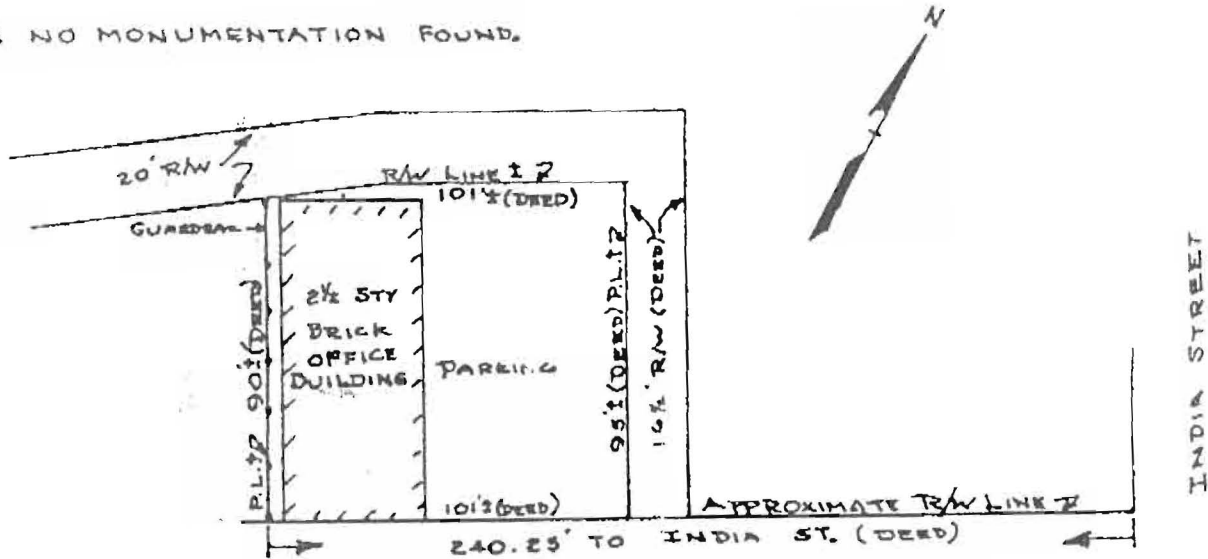 NO MONUMENTATION FOUND.
N
20' R/W
R/W LINE ±
101'± (DEED)
GUARDRAIL
2½ STY
BRICK
OFFICE
BUILDING
PARKING
P.L. ± 90'± (DEED)
95'± (DEED) P.L. ±
16½' R/W (DEED)
INDIA STREET
101'± (DEED)
APPROXIMATE R/W LINE
240.25' TO INDIA ST. (DEED)